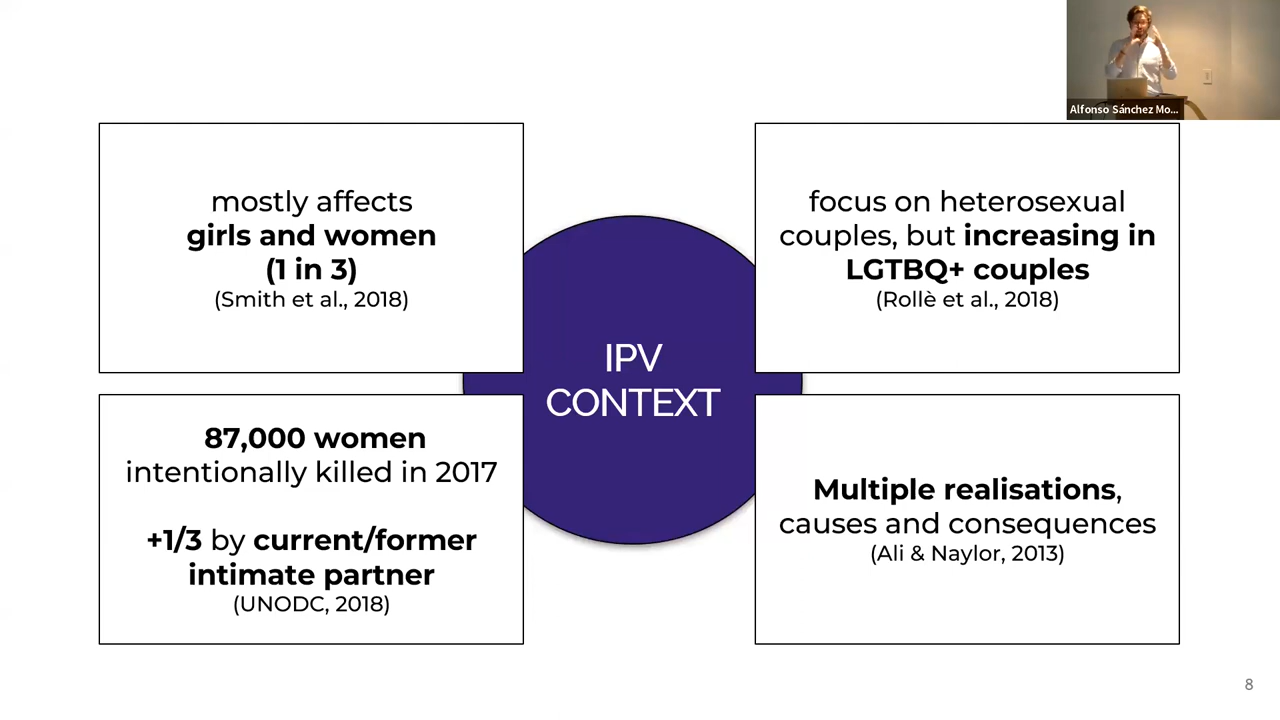 Alfonso Sánchez Mo...
mostly affects
girls and women
(1 in 3)
(Smith et al., 2018)
focus on heterosexual
couples, but increasing in
LGTBQ+ couples
(Rollè et al., 2018)
IPV
CONTEXT
87,000 women
intentionally killed in 2017
+1/3 by current/former
intimate partner
(UNODC, 2018)
Multiple realisations,
causes and consequences
(Ali & Naylor, 2013)
8